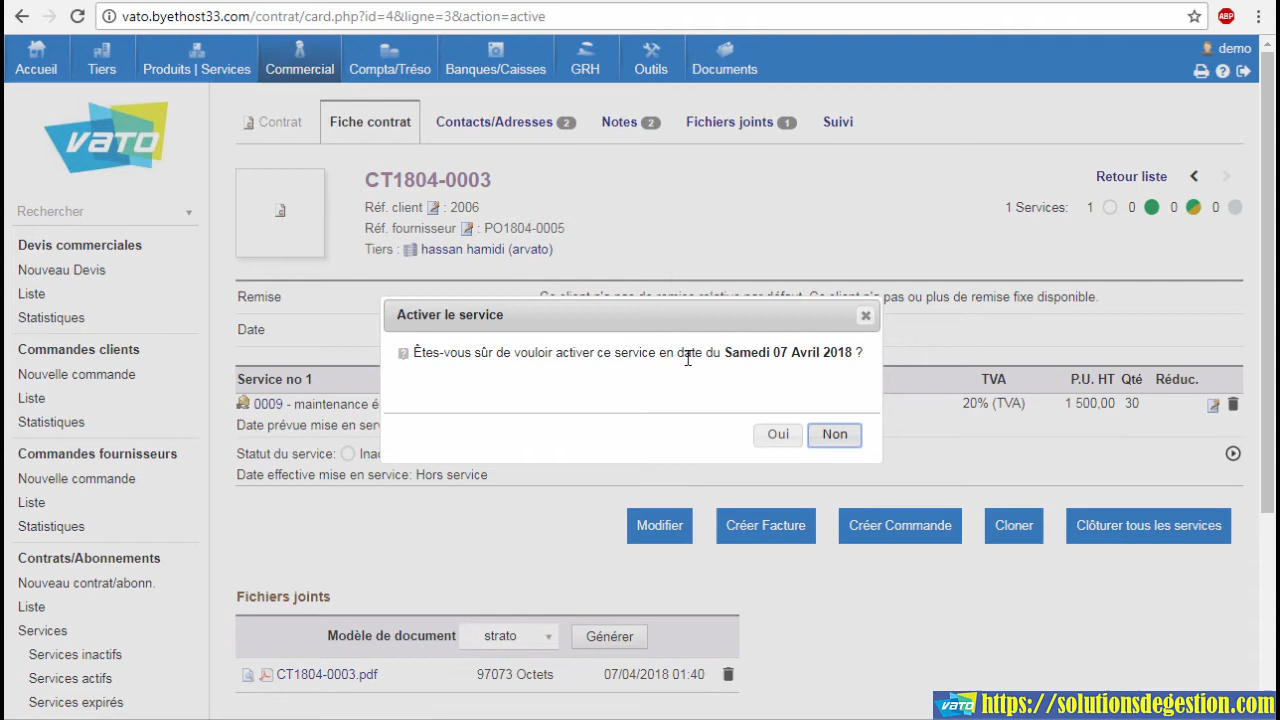 vato.byethost33.com/contrat/card.php?id=4&ligne=3&action=active
ABP
Accueil
Tiers
Produits | Services
Commercial
Compta/Tréso
Banques/Caisses
GRH
Outils
Documents
demo
VATO
Rechercher
Devis commerciales
Nouveau Devis
Liste
Statistiques
Commandes clients
Nouvelle commande
Liste
Statistiques
Commandes fournisseurs
Nouvelle commande
Liste
Statistiques
Contrats/Abonnements
Nouveau contrat/abonn.
Liste
Services
Services inactifs
Services actifs
Services expirés
Contrat
Fiche contrat
Contacts/Adresses 2
Notes 2
Fichiers joints 1
Suivi
CT1804-0003
Retour liste
Réf. client : 2006
1 Services: 1 0 0 0
Réf. fournisseur : PO1804-0005
Tiers : hassan hamidi (arvato)
Remise
fixe disponible.
Date
Activer le service
Êtes-vous sûr de vouloir activer ce service en date du Samedi 07 Avril 2018 ?
Oui
Non
Service no 1
TVA
P.U. HT
Qté
Réduc.
0009 - maintenance é
20% (TVA)
1 500,00
30
Date prévue mise en ser
Statut du service: Ina
Date effective mise en service: Hors service
Modifier
Créer Facture
Créer Commande
Cloner
Clôturer tous les services
Fichiers joints
Modèle de document
strato
Générer
CT1804-0003.pdf
97073 Octets
07/04/2018 01:40
VATO https://solutionsdegestion.com